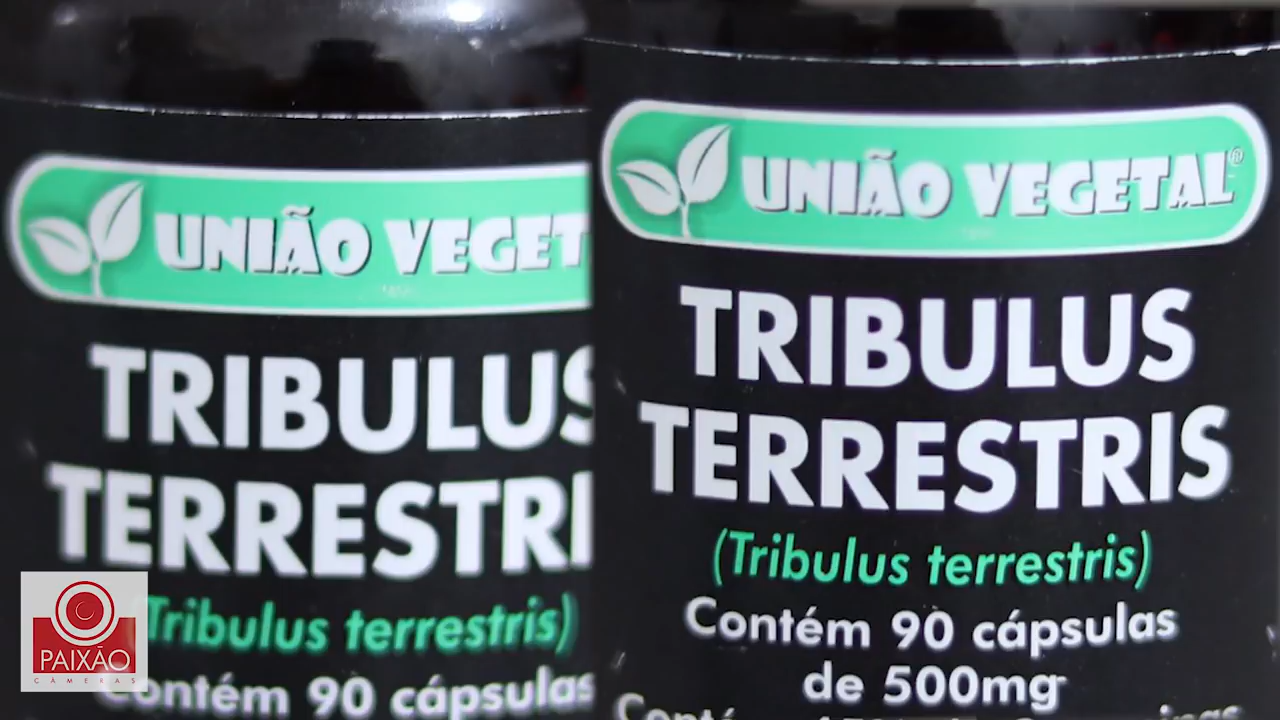 UNIÃO VEGET
TRIBULUS
TERRESTRI
(Tribulus terrestris)
Contém 90 cápsulas
PAIXÃO
CÂMERAS
UNIÃO VEGETAL®
TRIBULUS
TERRESTRIS
(Tribulus terrestris)
Contém 90 cápsulas
de 500mg